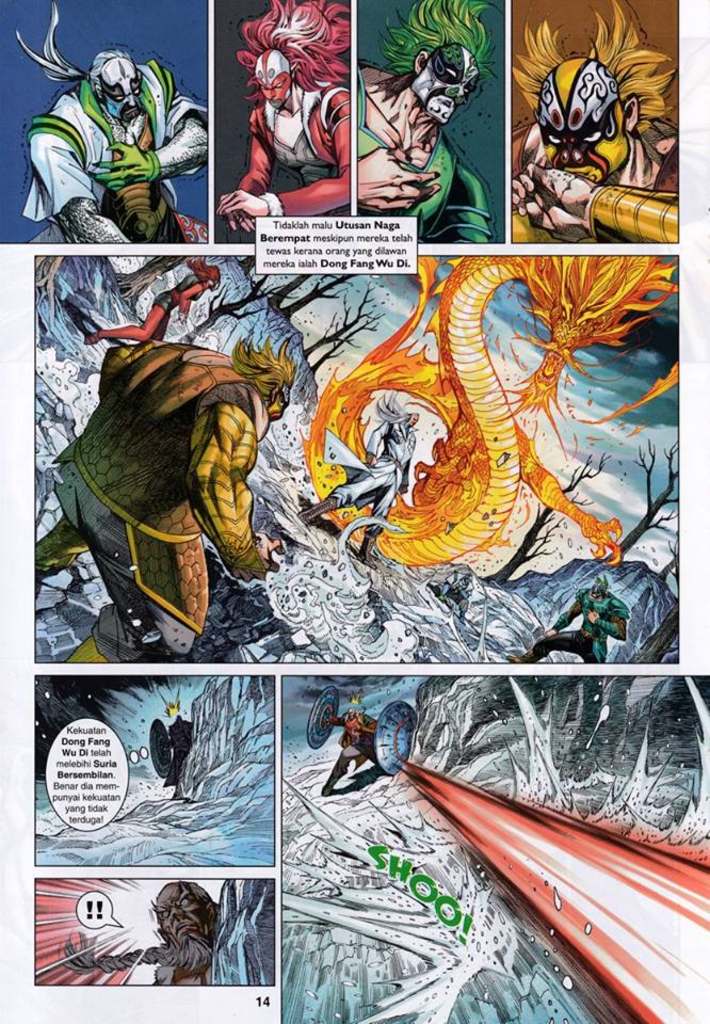 Tidaklah malu Utusan Naga
Berempat meskipun mereka telah
tewas kerana orang yang dilawan
mereka ialah Dong Fang Wu Di.
Kekuatan
Dong Fang
Wu Di telah
melebihi Suria
Bersembilan.
Benar dia mem-
punyai kekuatan
yang tidak
terduga!
SHOOO!
!!
14